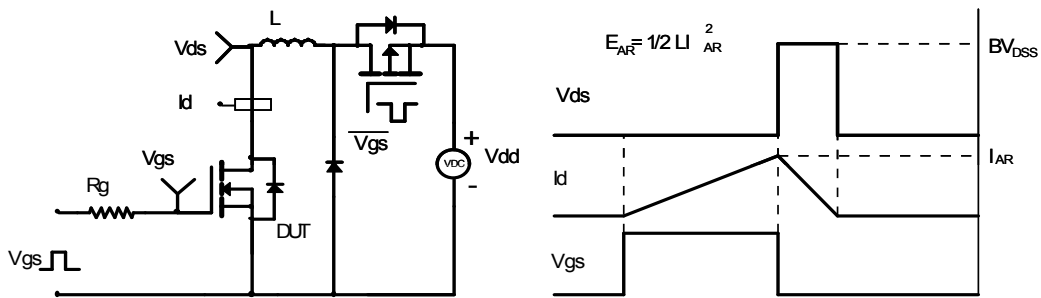 L
Vds
Id
Vgs
Vgs
+
VDC
Vdd
-
Rg
DUT
Vgs
E_AR = 1/2 LI²_AR
BV_DSS
Vds
I_AR
Id
Vgs